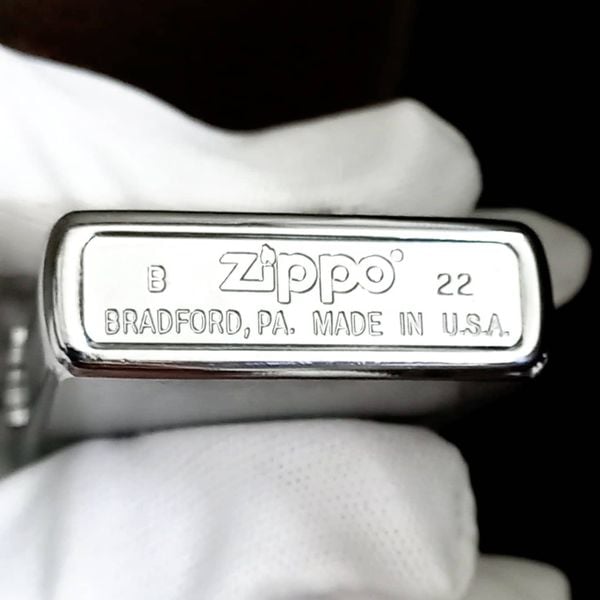 B Zippo® 22
BRADFORD, PA. MADE IN U.S.A.